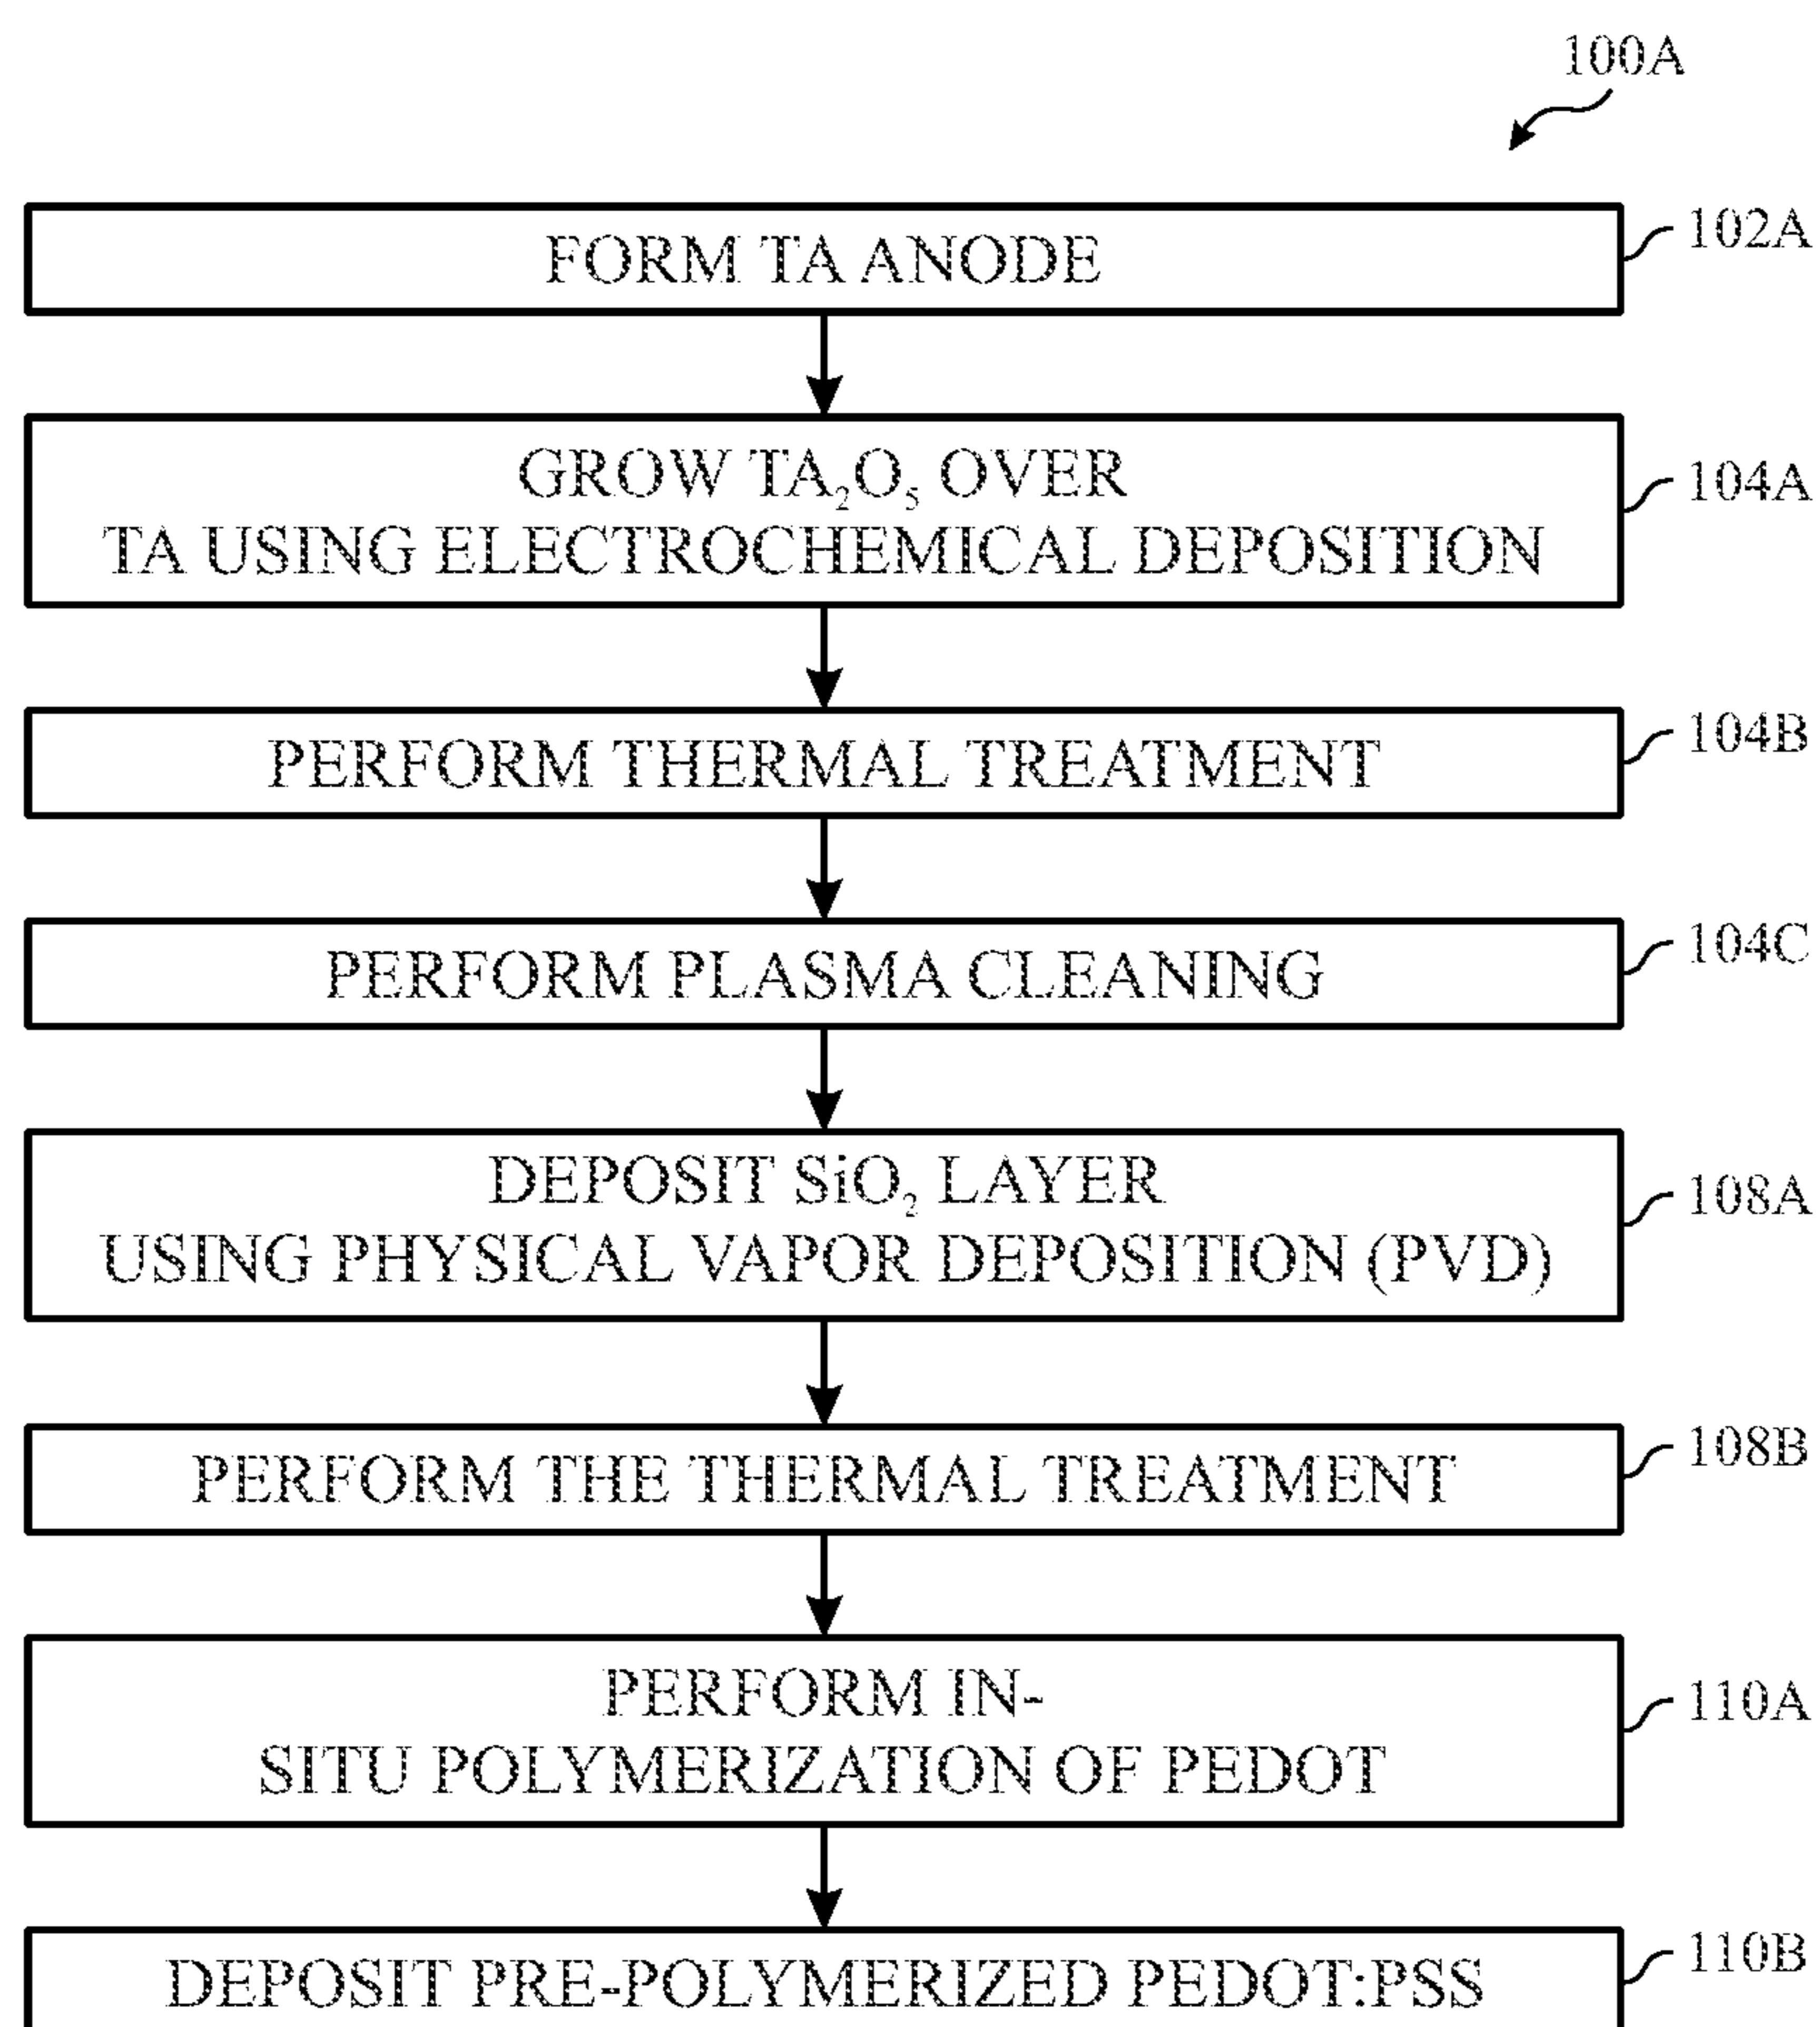 100A
FORM TA ANODE
102A
GROW TA₂O₅ OVER
TA USING ELECTROCHEMICAL DEPOSITION
104A
PERFORM THERMAL TREATMENT
104B
PERFORM PLASMA CLEANING
104C
DEPOSIT SiO₂ LAYER
USING PHYSICAL VAPOR DEPOSITION (PVD)
108A
PERFORM THE THERMAL TREATMENT
108B
PERFORM IN-
SITU POLYMERIZATION OF PEDOT
110A
DEPOSIT PRE-POLYMERIZED PEDOT:PSS
110B